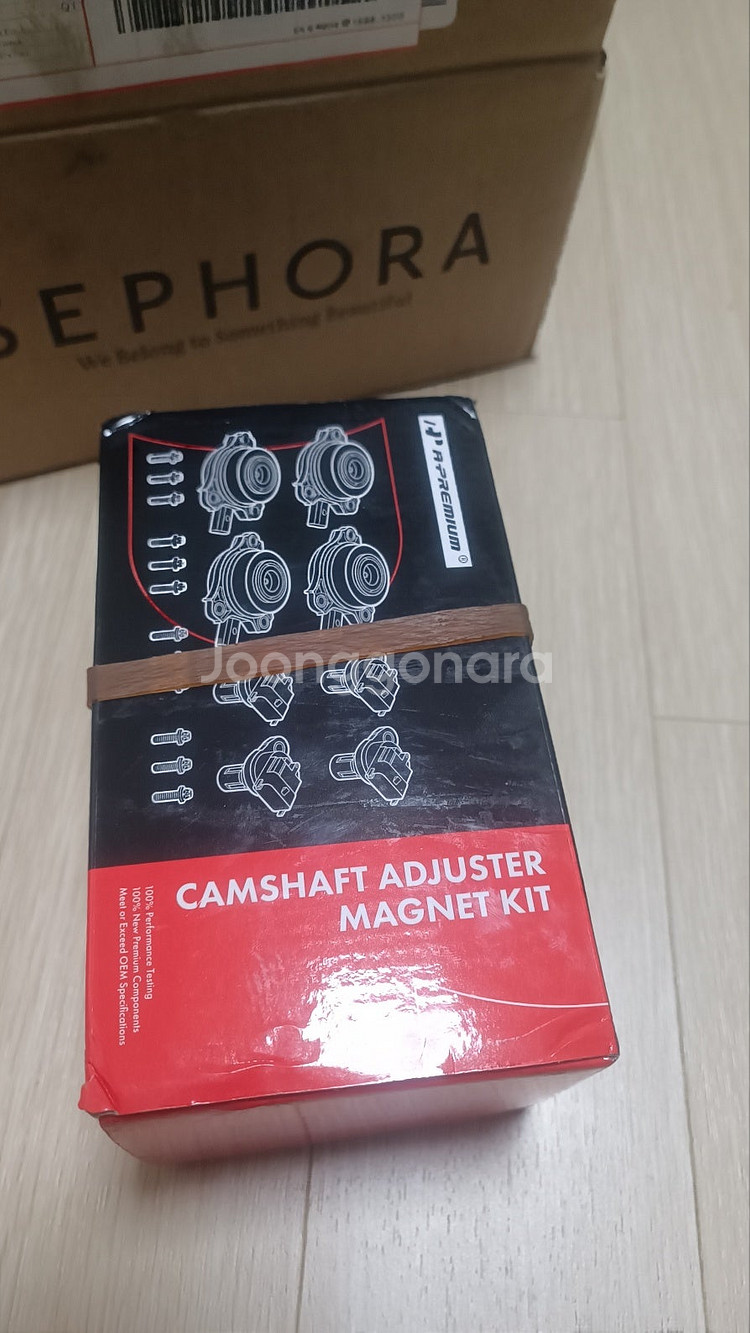 SEPHORA
We Belong to Something Beautiful
A-PREMIUM®
Joonggonara
CAMSHAFT ADJUSTER
MAGNET KIT
100% Performance Testing
100% New Premium Components
Meet or Exceed OEM Specifications